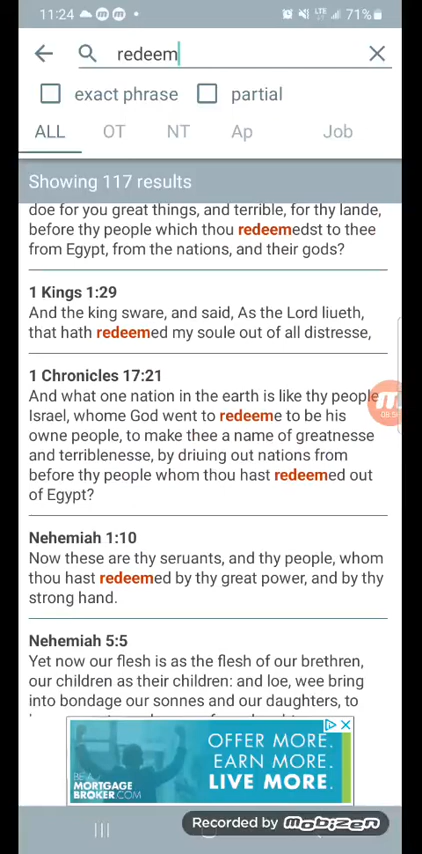 11:24 LTE 71%
redeem
exact phrase partial
ALL OT NT Ap Job
Showing 117 results
doe for you great things, and terrible, for thy lande,
before thy people which thou redeemedst to thee
from Egypt, from the nations, and their gods?
1 Kings 1:29
And the king sware, and said, As the Lord liueth,
that hath redeemed my soule out of all distresse,
1 Chronicles 17:21
And what one nation in the earth is like thy people
Israel, whome God went to redeeme to be his
owne people, to make thee a name of greatnesse
and terriblenesse, by driuing out nations from
before thy people whom thou hast redeemed out
of Egypt?
Nehemiah 1:10
Now these are thy seruants, and thy people, whom
thou hast redeemed by thy great power, and by thy
strong hand.
Nehemiah 5:5
Yet now our flesh is as the flesh of our brethren,
our children as their children: and loe, wee bring
into bondage our sonnes and our daughters, to
OFFER MORE.
EARN MORE.
LIVE MORE.
BE A
MORTGAGE
BROKER.COM
Recorded by mobizen